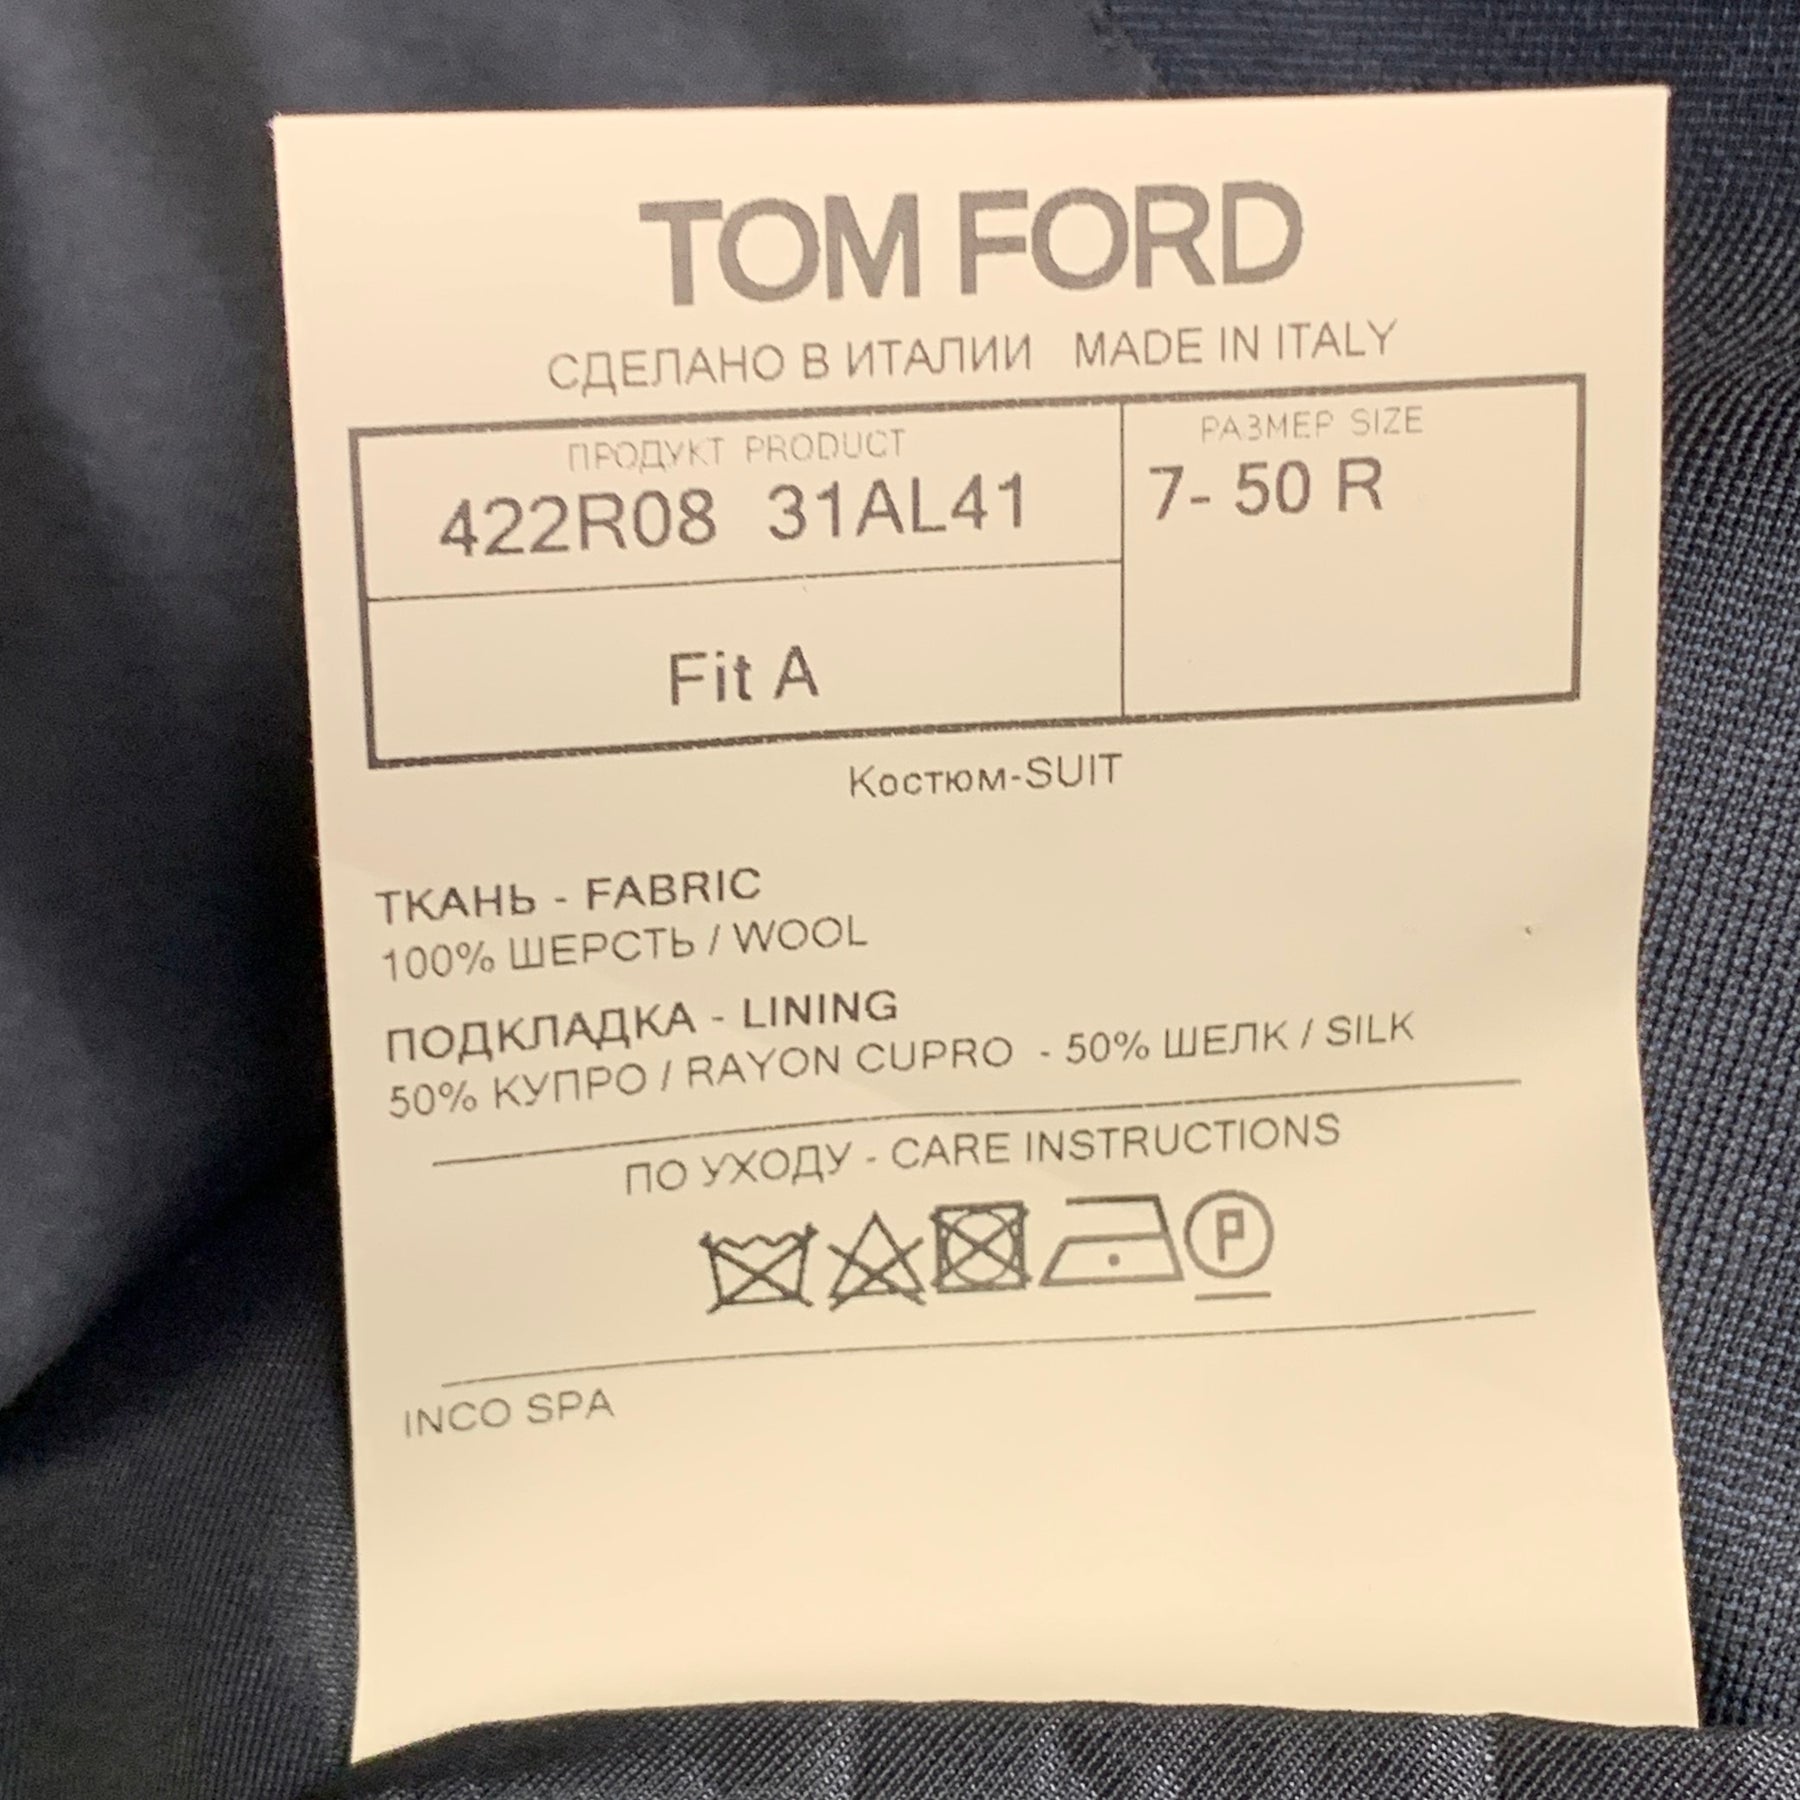 TOM FORD
СДЕЛАНО В ИТАЛИИ MADE IN ITALY
ПРОДУКТ PRODUCT
422R08 31AL41
РАЗМЕР SIZE
7- 50 R
Fit A
Костюм-SUIT
ТКАНЬ - FABRIC
100% ШЕРСТЬ / WOOL
ПОДКЛАДКА - LINING
50% КУПРО / RAYON CUPRO - 50% ШЕЛК / SILK
ПО УХОДУ - CARE INSTRUCTIONS
P
INCO SPA